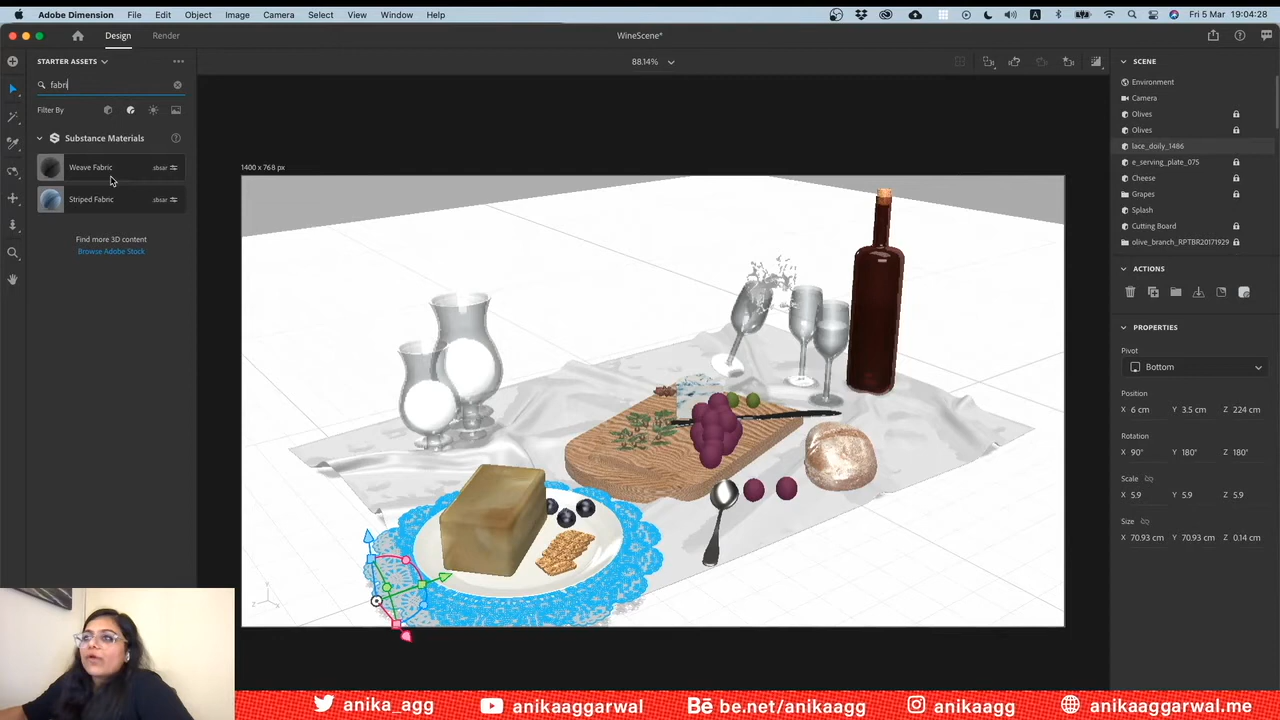 Adobe Dimension File Edit Object Image Camera Select View Window Help
A Fri 5 Mar 19:04:28
Design Render WineScene*
STARTER ASSETS
88.14%
SCENE
fabri
Environment
Camera
Filter By
Olives
Olives
Substance Materials
lace_doily_1486
Weave Fabric sbsar
e_serving_plate_075
1400 x 768 px
Cheese
Striped Fabric sbsar
Grapes
Splash
Cutting Board
Find more 3D content
olive_branch_RPTBR20171929
Browse Adobe Stock
ACTIONS
PROPERTIES
Pivot
Bottom
Position
X 6 cm Y 3.5 cm Z 224 cm
Rotation
X 90° Y 180° Z 180°
Scale
X 5.9 Y 5.9 Z 5.9
Size
X 70.93 cm Y 70.93 cm Z 0.14 cm
anika_agg anikaaggarwal Bē be.net/anikaagg anikaagg anikaaggarwal.me